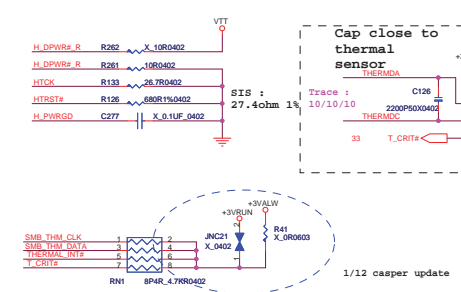 VTT
Cap close to
thermal
sensor
H_DPWR#_R R262 X_10R0402
H_DPWR#_R R261 10R0402
HTCK R133 26.7R0402
HTRST# R126 680R1%0402
H_PWRGD C277 X_0.1UF_0402
SIS :
27.4ohm 1%
Trace :
10/10/10
THERMDA
C126
2200P50X0402
THERMDC
33 T_CRIT#
+3VALW
+3VRUN
SMB_THM_CLK 1 2
SMB_THM_DATA 3 4
THERMAL_INT# 5 6
T_CRIT# 7 8
RN1 8P4R_4.7KR0402
JNC21
X_0402
1 2
R41
X_0R0603
1/12 casper update